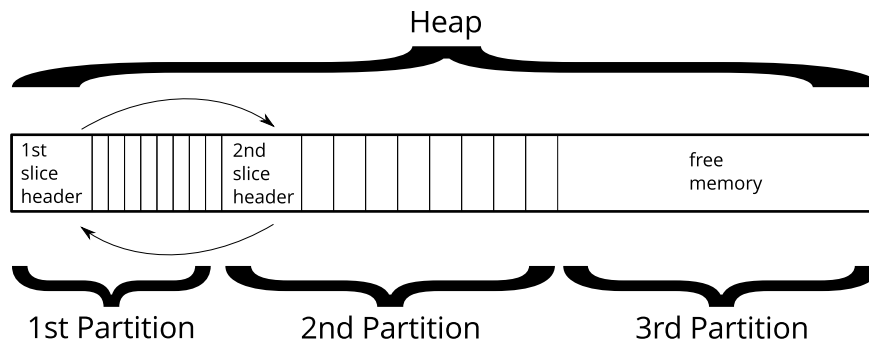 Heap
1st
slice
header
2nd
slice
header
free
memory
1st Partition
2nd Partition
3rd Partition